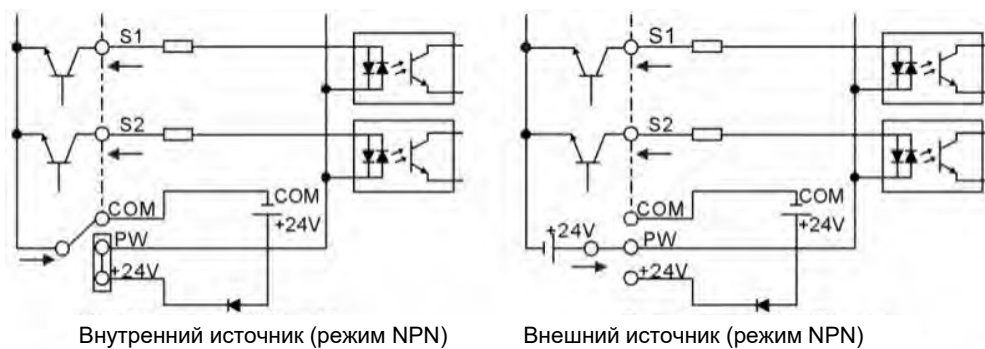 S1
S2
COM
PW
+24V
COM
+24V
S1
S2
COM
+24V
PW
+24V
COM
+24V
Внутренний источник (режим NPN)
Внешний источник (режим NPN)